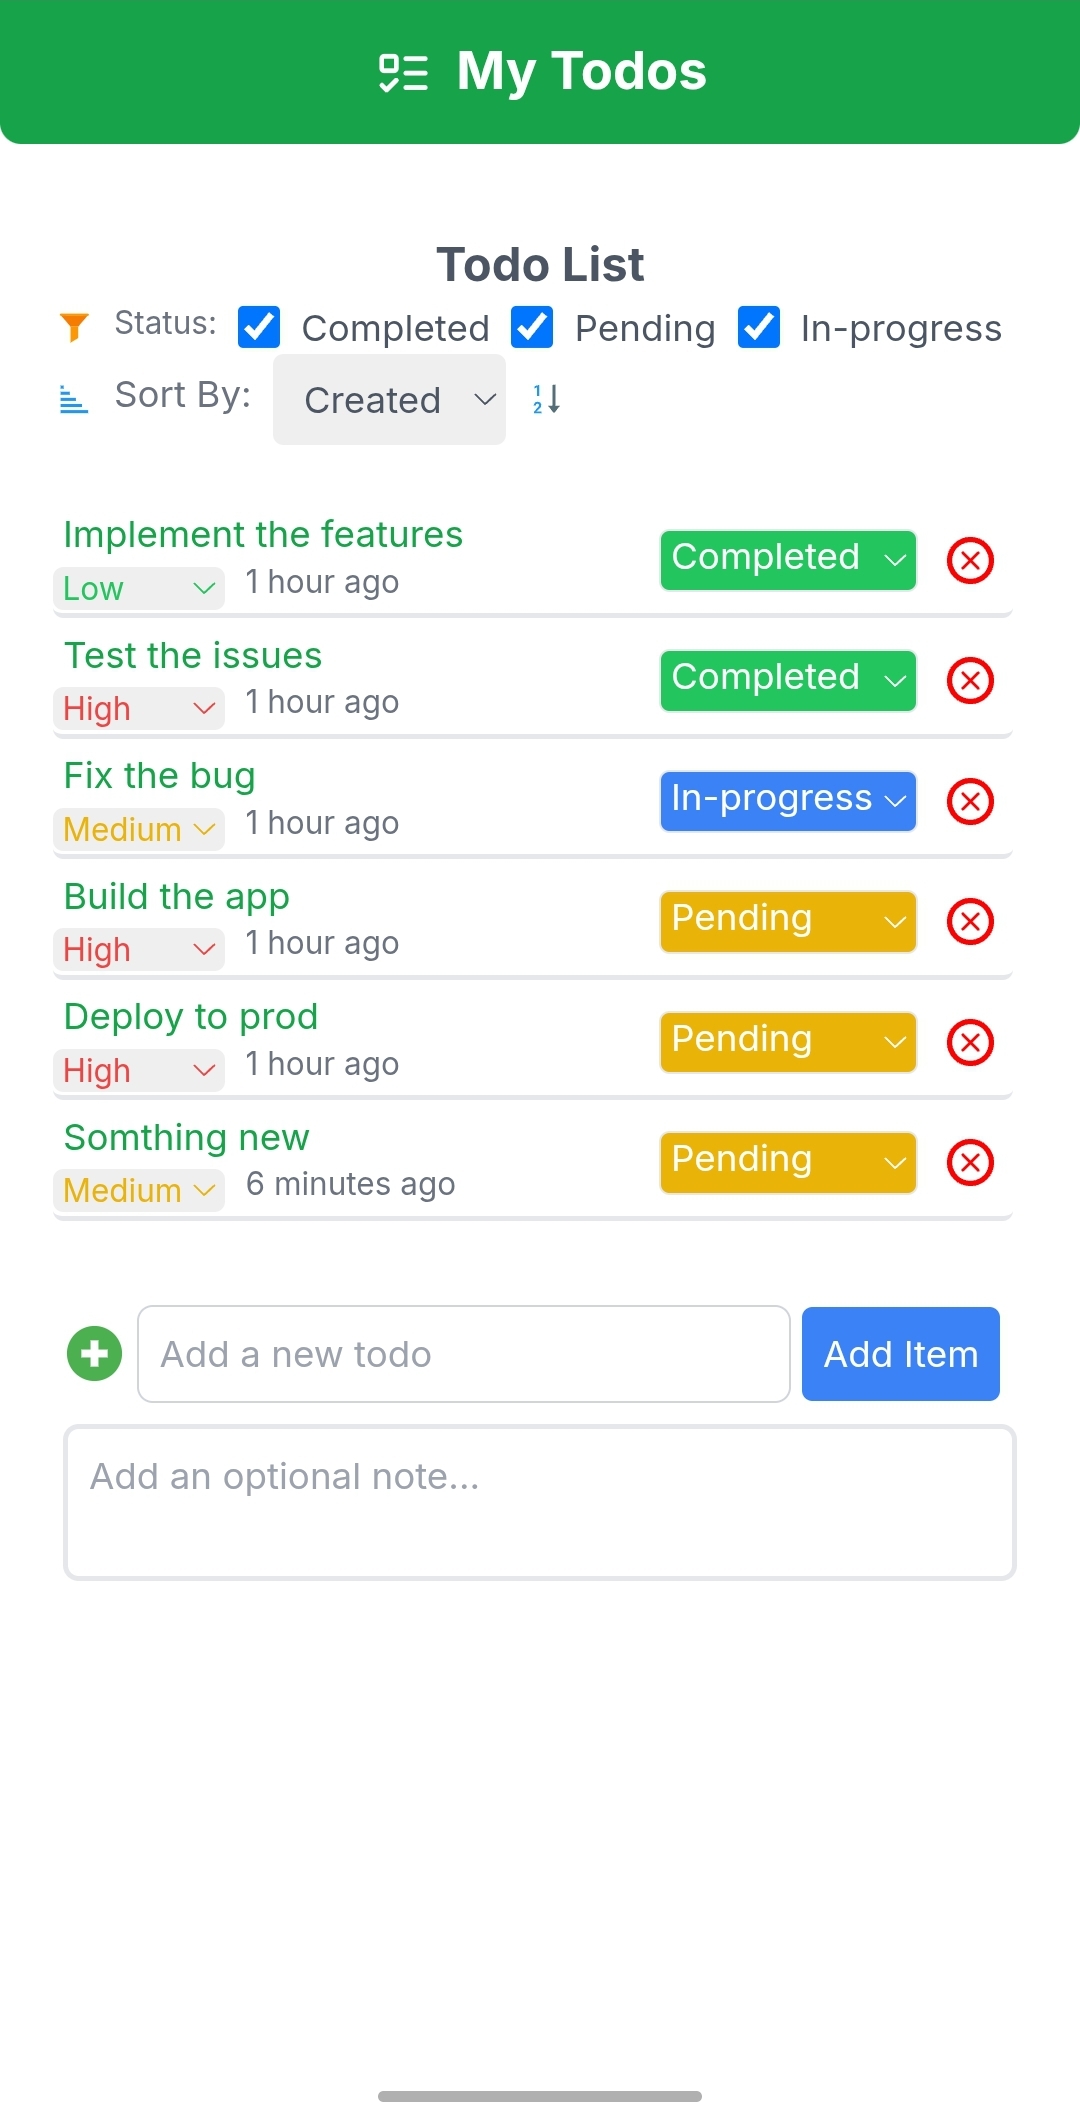 My Todos
Todo List
Status: Completed Pending In-progress
Sort By: Created 1 2
Implement the features
Completed
Low 1 hour ago
Test the issues
Completed
High 1 hour ago
Fix the bug
In-progress
Medium 1 hour ago
Build the app
Pending
High 1 hour ago
Deploy to prod
Pending
High 1 hour ago
Somthing new
Pending
Medium 6 minutes ago
Add a new todo Add Item
Add an optional note...